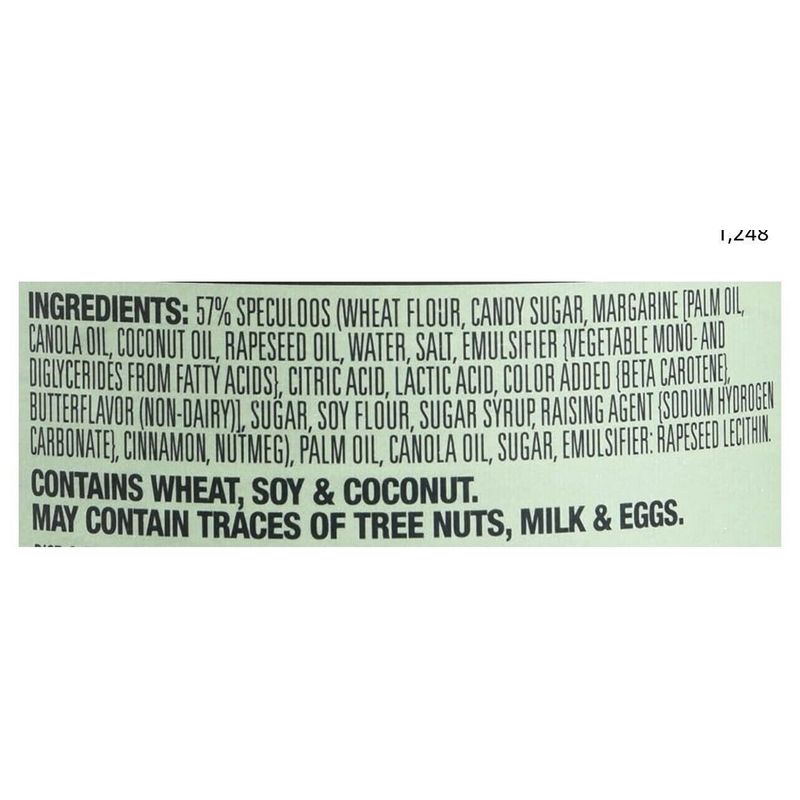 1,248
INGREDIENTS: 57% SPECULOOS (WHEAT FLOUR, CANDY SUGAR, MARGARINE [PALM OIL,
CANOLA OIL, COCONUT OIL, RAPESEED OIL, WATER, SALT, EMULSIFIER {VEGETABLE MONO- AND
DIGLYCERIDES FROM FATTY ACIDS}, CITRIC ACID, LACTIC ACID, COLOR ADDED {BETA CAROTENE},
BUTTERFLAVOR (NON-DAIRY)], SUGAR, SOY FLOUR, SUGAR SYRUP, RAISING AGENT {SODIUM HYDROGEN
CARBONATE}, CINNAMON, NUTMEG), PALM OIL, CANOLA OIL, SUGAR, EMULSIFIER: RAPESEED LECITHIN.
CONTAINS WHEAT, SOY & COCONUT.
MAY CONTAIN TRACES OF TREE NUTS, MILK & EGGS.